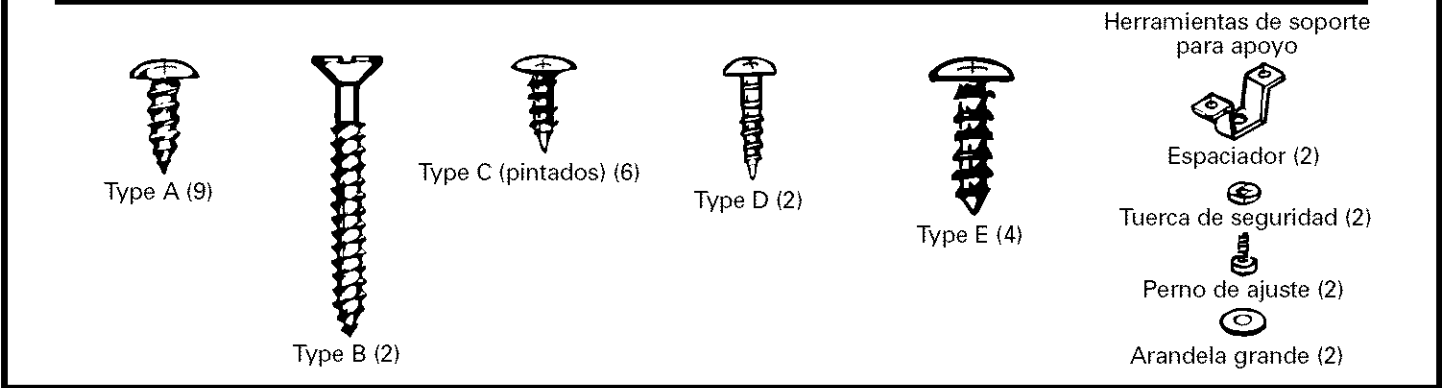 Type A (9)
Type B (2)
Type C (pintados) (6)
Type D (2)
Type E (4)
Herramientas de soporte
para apoyo
Espaciador (2)
Tuerca de seguridad (2)
Perno de ajuste (2)
Arandela grande (2)